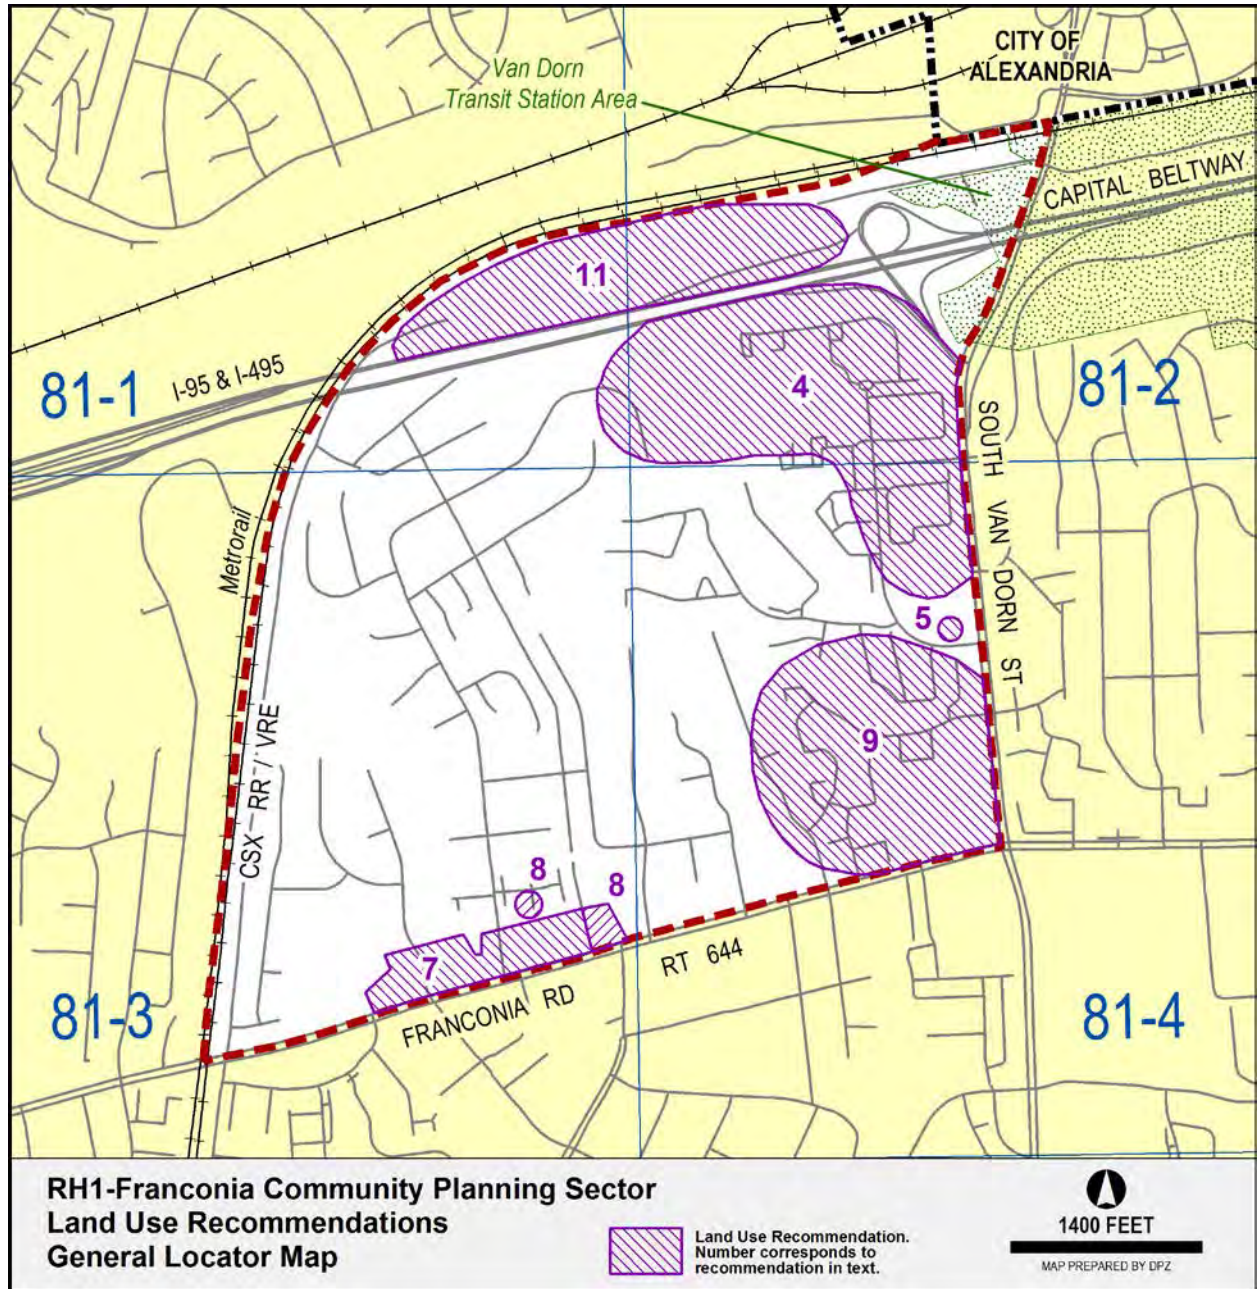 CITY OF
ALEXANDRIA
Van Dorn
Transit Station Area
CAPITAL BELTWAY
11
4
81-1
I-95 & I-495
81-2
SOUTH VAN DORN ST
Metrorail
5
9
CSX RR / VRE
8
8
7
RT 644
FRANCONIA RD
81-3
81-4
RH1-Franconia Community Planning Sector
Land Use Recommendations
General Locator Map
Land Use Recommendation.
Number corresponds to
recommendation in text.
1400 FEET
MAP PREPARED BY DPZ